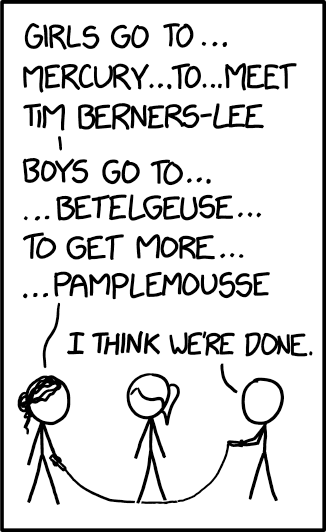 GIRLS GO TO...
MERCURY...TO...MEET
TIM BERNERS-LEE
BOYS GO TO...
...BETELGEUSE...
TO GET MORE...
...PAMPLEMOUSSE
I THINK WE'RE DONE.